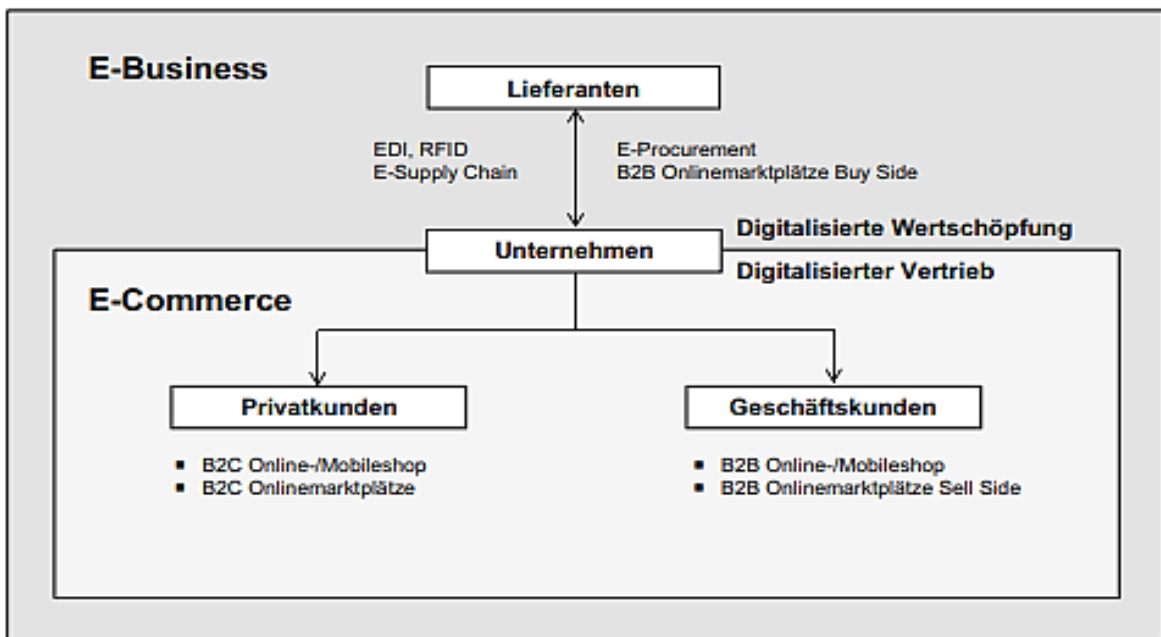 E-Business
Lieferanten
EDI, RFID
E-Supply Chain
E-Procurement
B2B Onlinemarktplätze Buy Side
Unternehmen
Digitalisierte Wertschöpfung
Digitalisierter Vertrieb
E-Commerce
Privatkunden
▪ B2C Online-/Mobileshop
▪ B2C Onlinemarktplätze
Geschäftskunden
▪ B2B Online-/Mobileshop
▪ B2B Onlinemarktplätze Sell Side